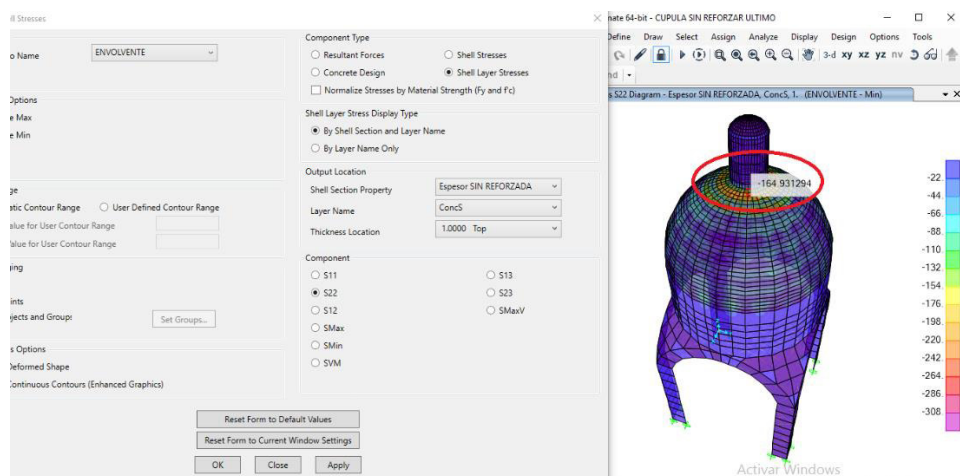 ll Stresses
o Name
ENVOLVENTE
Options
e Max
e Min
ge
atic Contour Range
User Defined Contour Range
alue for User Contour Range
Value for User Contour Range
ging
ints
jects and Groups
Set Groups...
s Options
Deformed Shape
Continuous Contours (Enhanced Graphics)
Component Type
Resultant Forces
Shell Stresses
Concrete Design
Shell Layer Stresses
Normalize Stresses by Material Strength (Fy and f'c)
Shell Layer Stress Display Type
By Shell Section and Layer Name
By Layer Name Only
Output Location
Shell Section Property
Espesor SIN REFORZADA
Layer Name
ConcS
Thickness Location
1.0000 Top
Component
S11
S13
S22
S23
S12
SMaxV
SMax
SMin
SVM
Reset Form to Default Values
Reset Form to Current Window Settings
OK
Close
Apply
mate 64-bit - CUPULA SIN REFORZAR ULTIMO
Define Draw Select Assign Analyze Display Design Options Tools
3-d xy xz yz nv
nd
s S22 Diagram - Espesor SIN REFORZADA, ConcS, 1. (ENVOLVENTE - Min)
-164.931294
-22.
-44.
-66.
-88.
-110.
-132.
-154.
-176.
-198.
-220.
-242.
-264.
-286.
-308.
Activar Windows